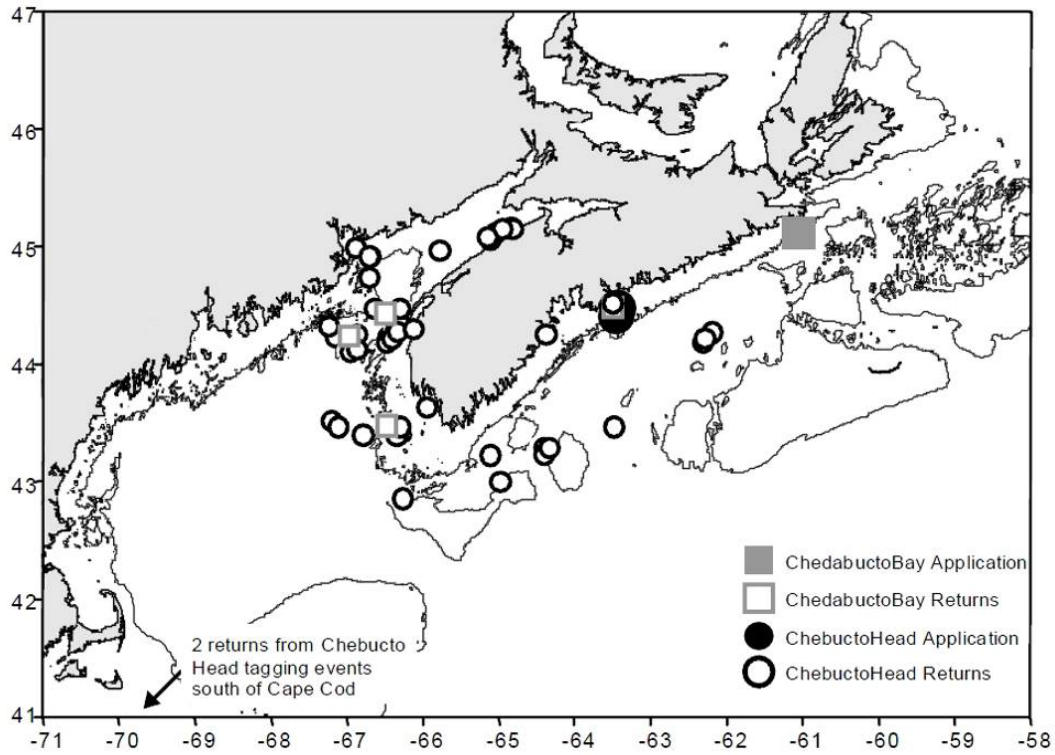 47
46
45
44
43
42
41
2 returns from Chebucto
Head tagging events
south of Cape Cod
ChedabuctoBay Application
ChedabuctoBay Returns
ChebuctoHead Application
ChebuctoHead Returns
-71 -70 -69 -68 -67 -66 -65 -64 -63 -62 -61 -60 -59 -58